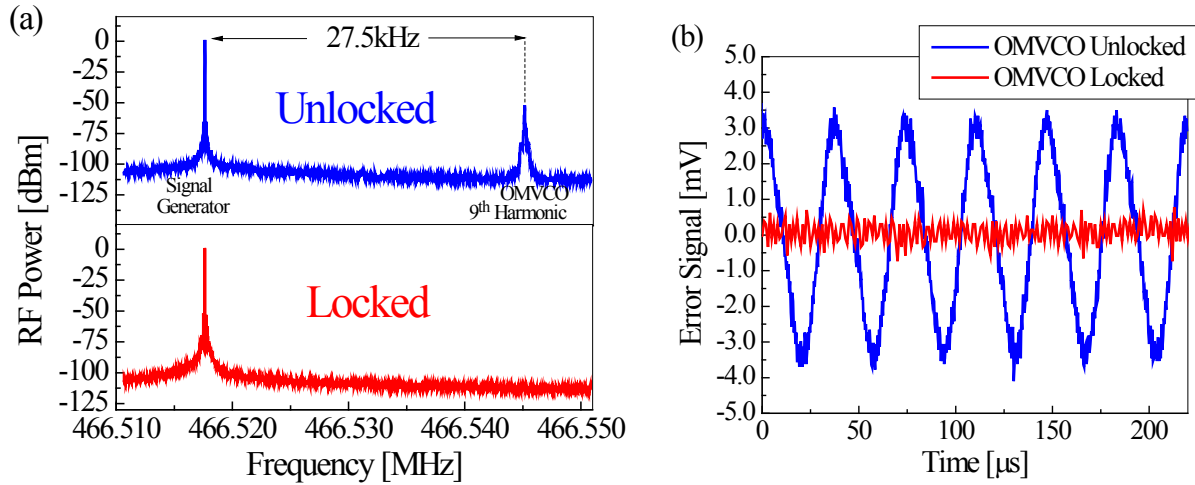 (a)
RF Power [dBm]
0
-25
-50
-75
-100
-125
27.5kHz
Unlocked
Signal
Generator
OMVCO
9th Harmonic
0
-25
-50
-75
-100
-125
Locked
466.510 466.520 466.530 466.540 466.550
Frequency [MHz]
(b)
OMVCO Unlocked
OMVCO Locked
Error Signal [mV]
5.0
4.0
3.0
2.0
1.0
0.0
-1.0
-2.0
-3.0
-4.0
-5.0
0 50 100 150 200
Time [μs]